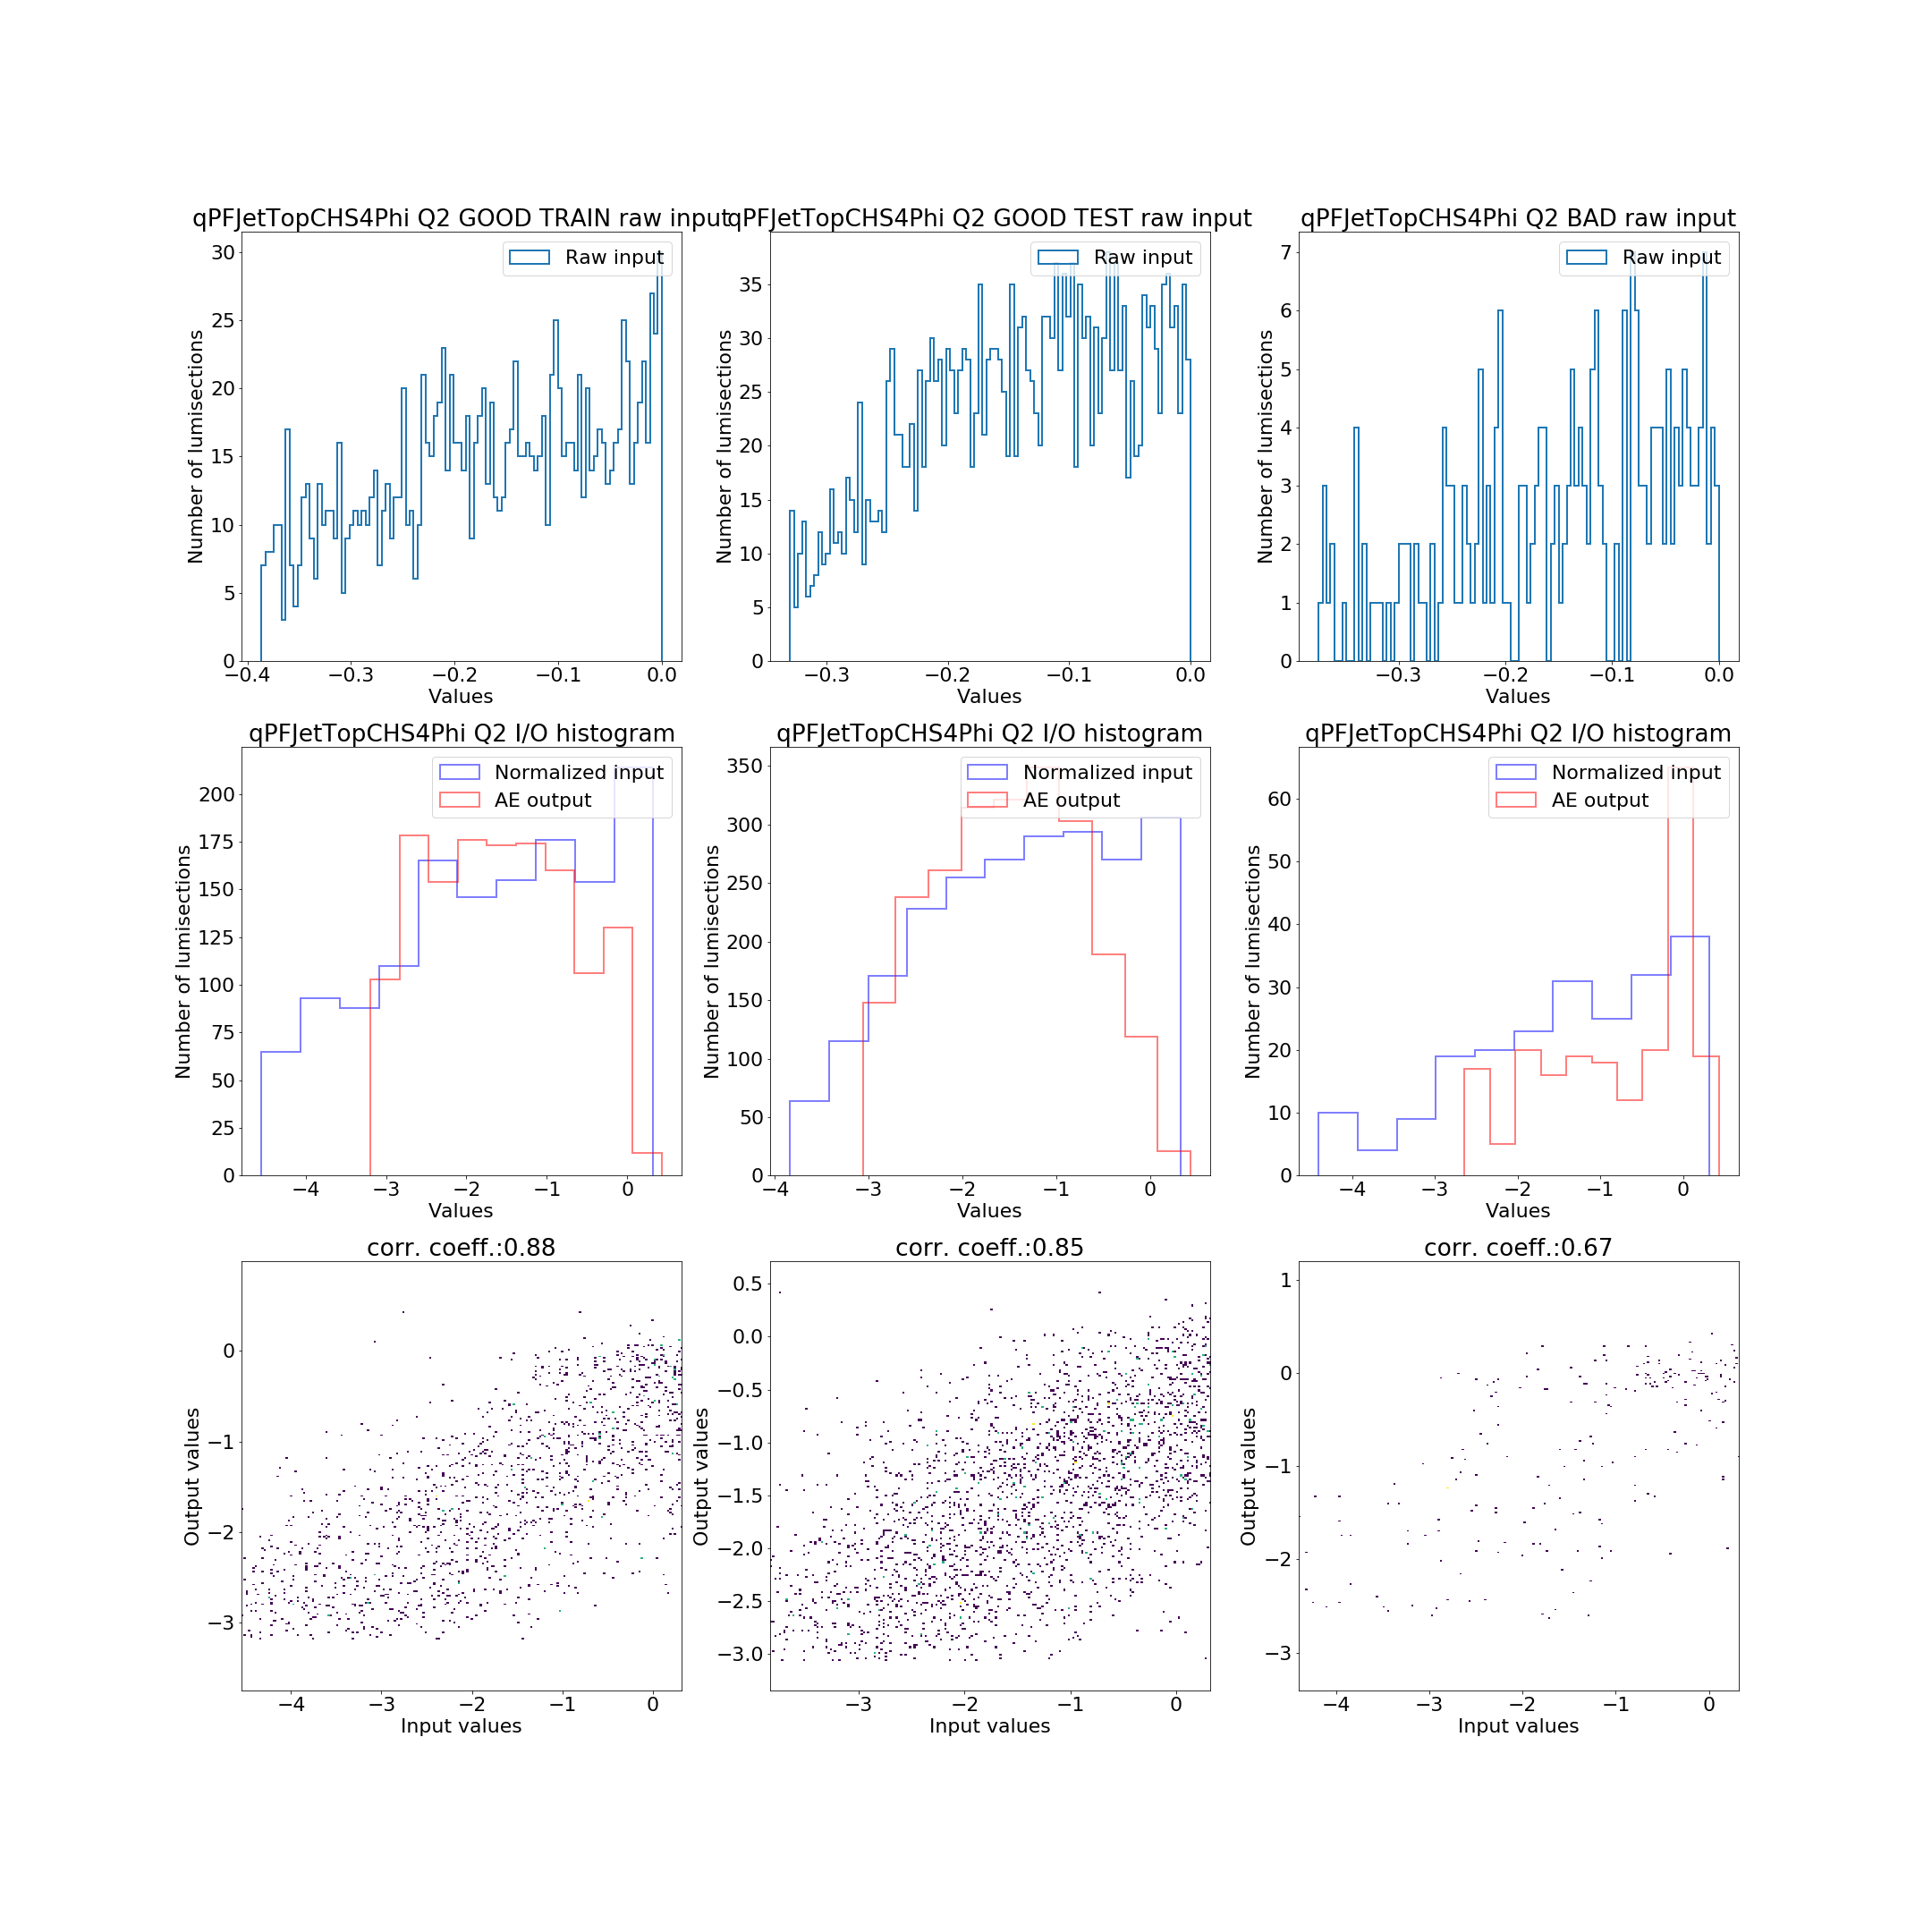 qPFJetTopCHS4Phi Q2 GOOD TRAIN raw input
qPFJetTopCHS4Phi Q2 GOOD TEST raw input
qPFJetTopCHS4Phi Q2 BAD raw input
Number of lumisections
30
25
20
15
10
5
0
Raw input
−0.4 −0.3 −0.2 −0.1 0.0
Values
Number of lumisections
35
30
25
20
15
10
5
0
Raw input
−0.3 −0.2 −0.1 0.0
Values
Number of lumisections
7
6
5
4
3
2
1
0
Raw input
−0.3 −0.2 −0.1 0.0
Values
qPFJetTopCHS4Phi Q2 I/O histogram
Number of lumisections
200
175
150
125
100
75
50
25
0
Normalized input
AE output
−4 −3 −2 −1 0
Values
qPFJetTopCHS4Phi Q2 I/O histogram
Number of lumisections
350
300
250
200
150
100
50
0
Normalized input
AE output
−4 −3 −2 −1 0
Values
qPFJetTopCHS4Phi Q2 I/O histogram
Number of lumisections
60
50
40
30
20
10
0
Normalized input
AE output
−4 −3 −2 −1 0
Values
corr. coeff.:0.88
Output values
0
−1
−2
−3
−4 −3 −2 −1 0
Input values
corr. coeff.:0.85
Output values
0.5
0.0
−0.5
−1.0
−1.5
−2.0
−2.5
−3.0
−3 −2 −1 0
Input values
corr. coeff.:0.67
Output values
1
0
−1
−2
−3
−4 −3 −2 −1 0
Input values